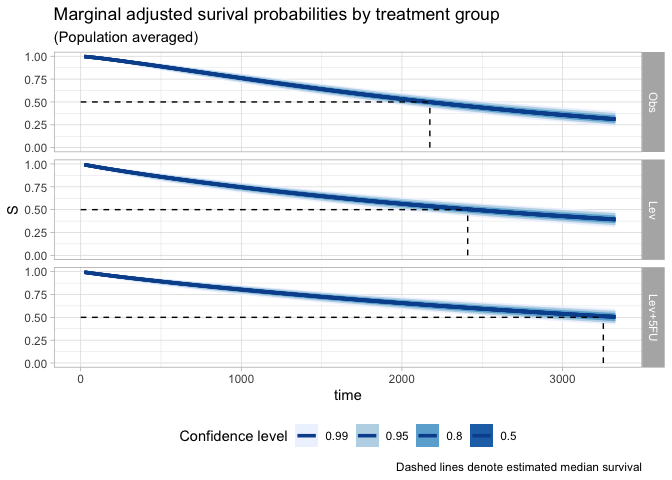 Marginal adjusted surival probabilities by treatment group
(Population averaged)
1.00
0.75
0.50
0.25
0.00
Obs
1.00
0.75
0.50
0.25
0.00
Lev
S
1.00
0.75
0.50
0.25
0.00
Lev+5FU
0 1000 2000 3000
time
Confidence level 0.99 0.95 0.8 0.5
Dashed lines denote estimated median survival